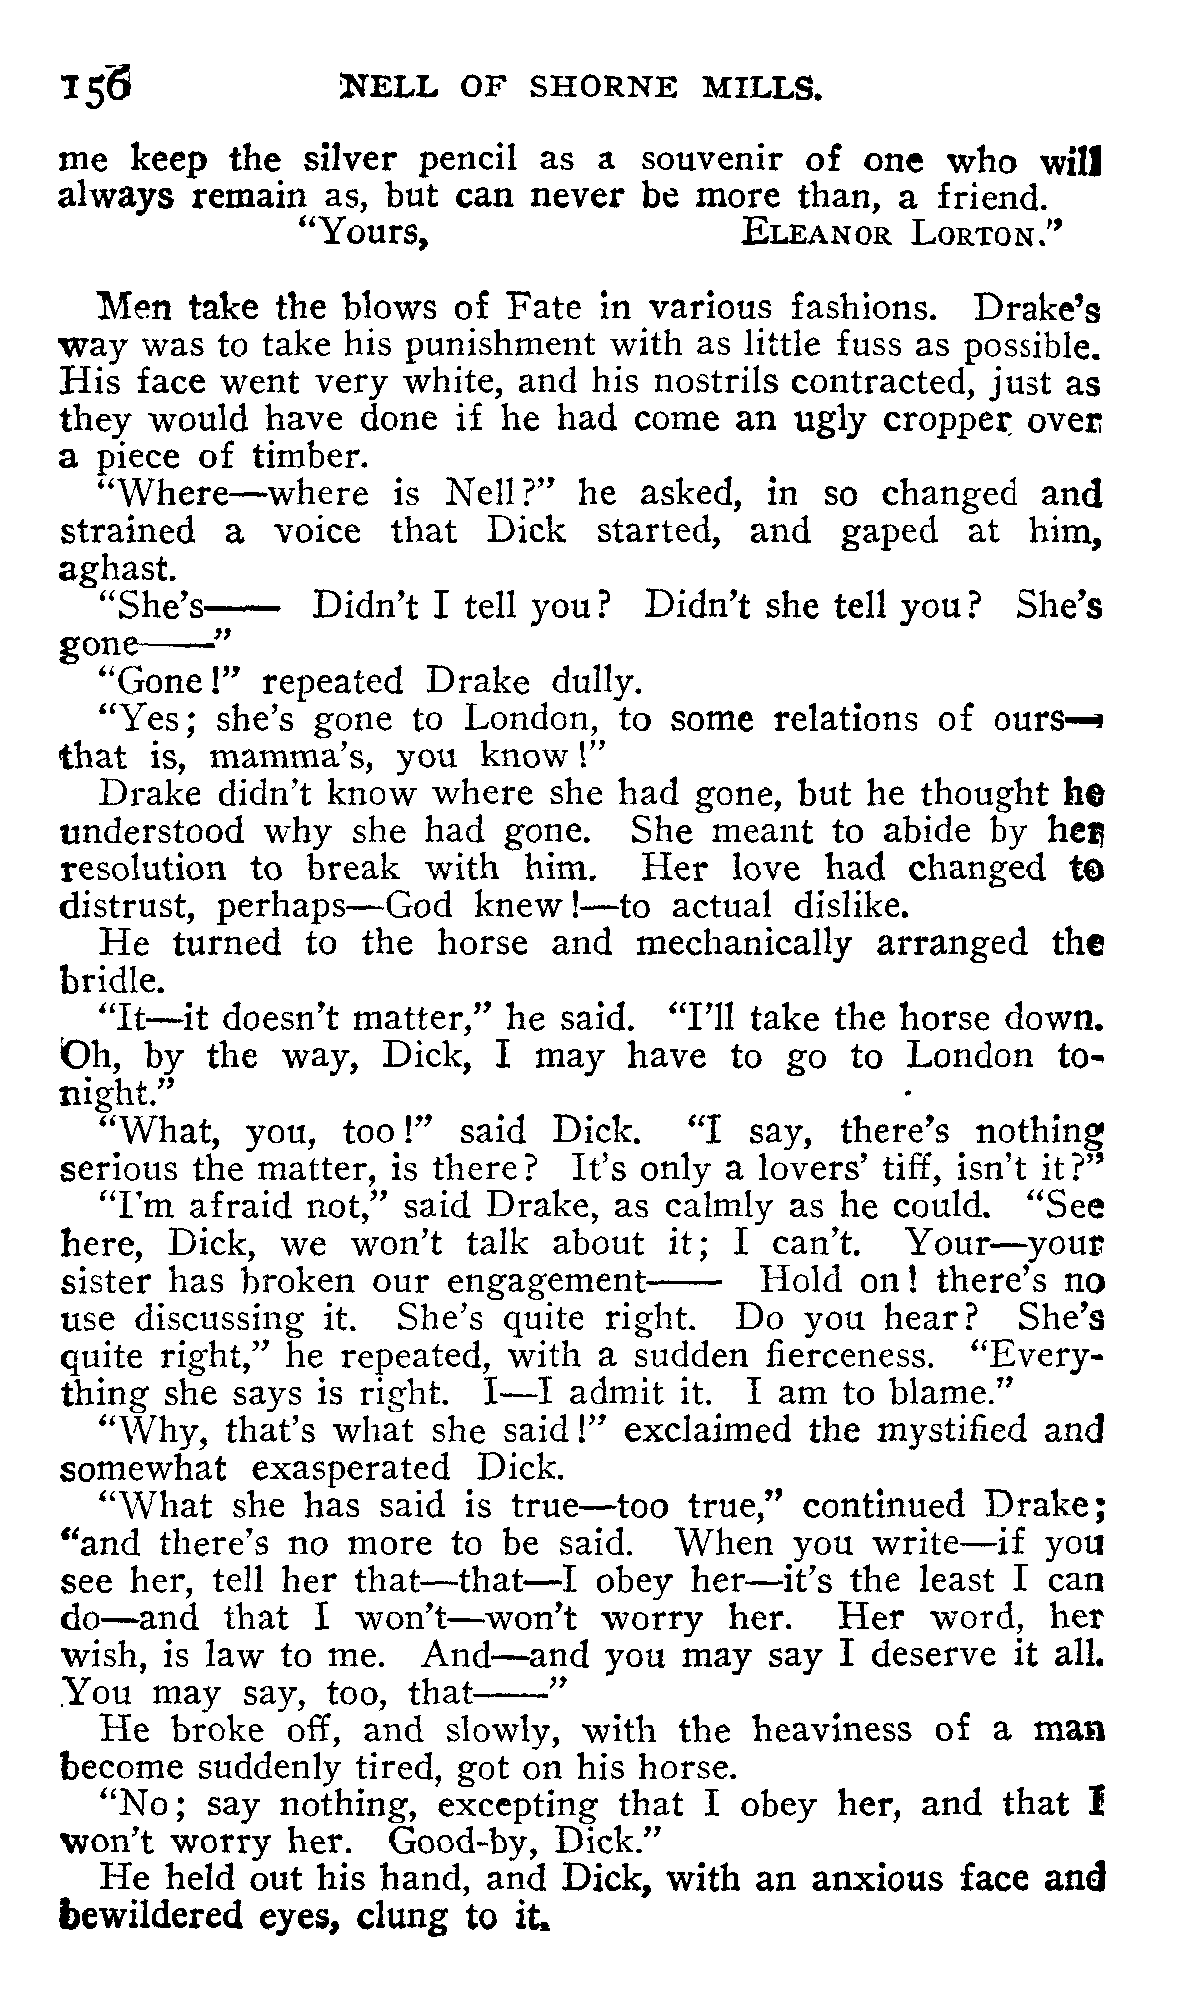 156 NELL OF SHORNE MILLS.
me keep the silver pencil as a souvenir of one who will
always remain as, but can never be more than, a friend.
“Yours, ELEANOR LORTON.”
Men take the blows of Fate in various fashions. Drake’s
way was to take his punishment with as little fuss as possible.
His face went very white, and his nostrils contracted, just as
they would have done if he had come an ugly cropper over
a piece of timber.
“Where—where is Nell?” he asked, in so changed and
strained a voice that Dick started, and gaped at him,
aghast.
“She’s—— Didn’t I tell you? Didn’t she tell you? She’s
gone——”
“Gone!” repeated Drake dully.
“Yes; she’s gone to London, to some relations of ours—
that is, mamma’s, you know!”
Drake didn’t know where she had gone, but he thought he
understood why she had gone. She meant to abide by her
resolution to break with him. Her love had changed to
distrust, perhaps—God knew!—to actual dislike.
He turned to the horse and mechanically arranged the
bridle.
“It—it doesn’t matter,” he said. “I’ll take the horse down.
Oh, by the way, Dick, I may have to go to London to-
night.”
“What, you, too!” said Dick. “I say, there’s nothing
serious the matter, is there? It’s only a lovers’ tiff, isn’t it?”
“I’m afraid not,” said Drake, as calmly as he could. “See
here, Dick, we won’t talk about it; I can’t. Your—your
sister has broken our engagement—— Hold on! there’s no
use discussing it. She’s quite right. Do you hear? She’s
quite right,” he repeated, with a sudden fierceness. “Every-
thing she says is right. I—I admit it. I am to blame.”
“Why, that’s what she said!” exclaimed the mystified and
somewhat exasperated Dick.
“What she has said is true—too true,” continued Drake;
“and there’s no more to be said. When you write—if you
see her, tell her that—that—I obey her—it’s the least I can
do—and that I won’t—won’t worry her. Her word, her
wish, is law to me. And—and you may say I deserve it all.
You may say, too, that——”
He broke off, and slowly, with the heaviness of a man
become suddenly tired, got on his horse.
“No; say nothing, excepting that I obey her, and that I
won’t worry her. Good-by, Dick.”
He held out his hand, and Dick, with an anxious face and
bewildered eyes, clung to it.